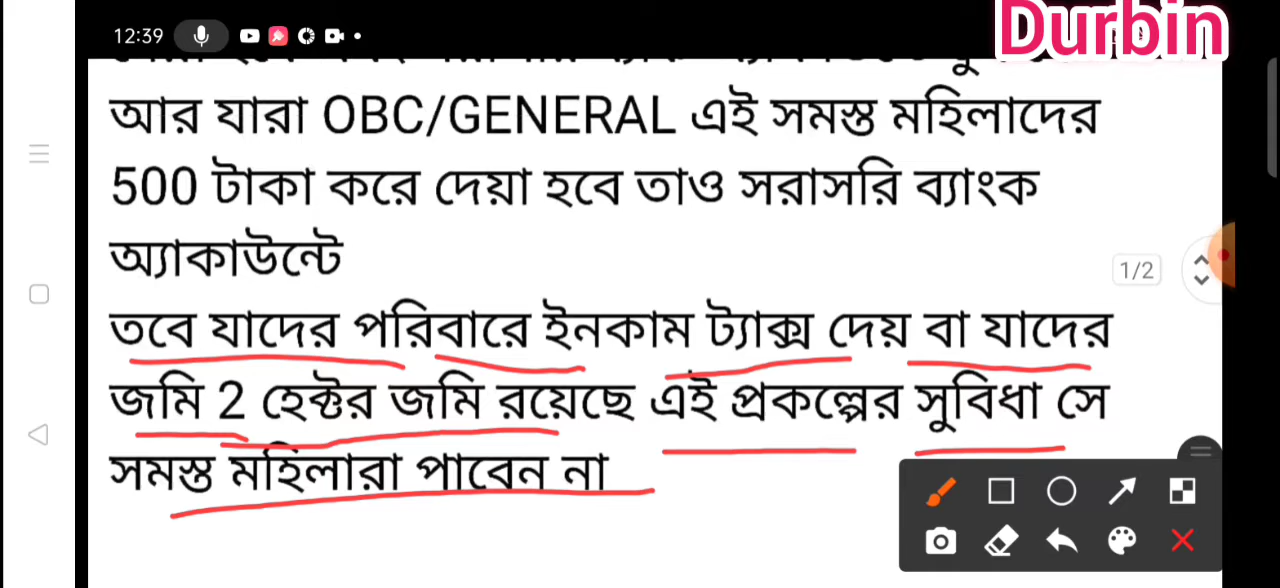 12:39
Durbin
আর যারা OBC/GENERAL এই সমস্ত মহিলাদের
500 টাকা করে দেয়া হবে তাও সরাসরি ব্যাংক
অ্যাকাউন্টে
1/2
তবে যাদের পরিবারে ইনকাম ট্যাক্স দেয় বা যাদের
জমি 2 হেক্টর জমি রয়েছে এই প্রকল্পের সুবিধা সে
সমস্ত মহিলারা পাবেন না